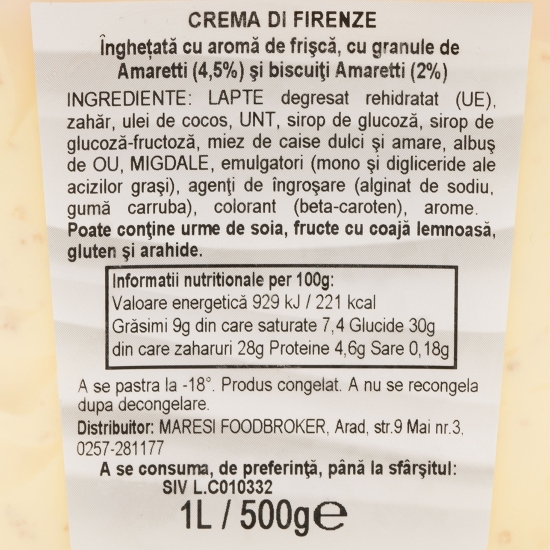 CREMA DI FIRENZE
Îngheţată cu aromă de frişcă, cu granule de
Amaretti (4,5%) şi biscuiţi Amaretti (2%)
INGREDIENTE: LAPTE degresat rehidratat (UE),
zahăr, ulei de cocos, UNT, sirop de glucoză, sirop de
glucoză-fructoză, miez de caise dulci şi amare, albuş
de OU, MIGDALE, emulgatori (mono şi digliceride ale
acizilor graşi), agenţi de îngroşare (alginat de sodiu,
gumă carruba), colorant (beta-caroten), arome.
Poate conţine urme de soia, fructe cu coajă lemnoasă,
gluten şi arahide.
Informatii nutritionale per 100g:
Valoare energetică 929 kJ / 221 kcal
Grăsimi 9g din care saturate 7,4 Glucide 30g
din care zaharuri 28g Proteine 4,6g Sare 0,18g
A se pastra la -18°. Produs congelat. A nu se recongela
dupa decongelare.
Distribuitor: MARESI FOODBROKER, Arad, str.9 Mai nr.3,
0257-281177
A se consuma, de preferinţă, până la sfârşitul:
SIV L.C010332
1L / 500g℮